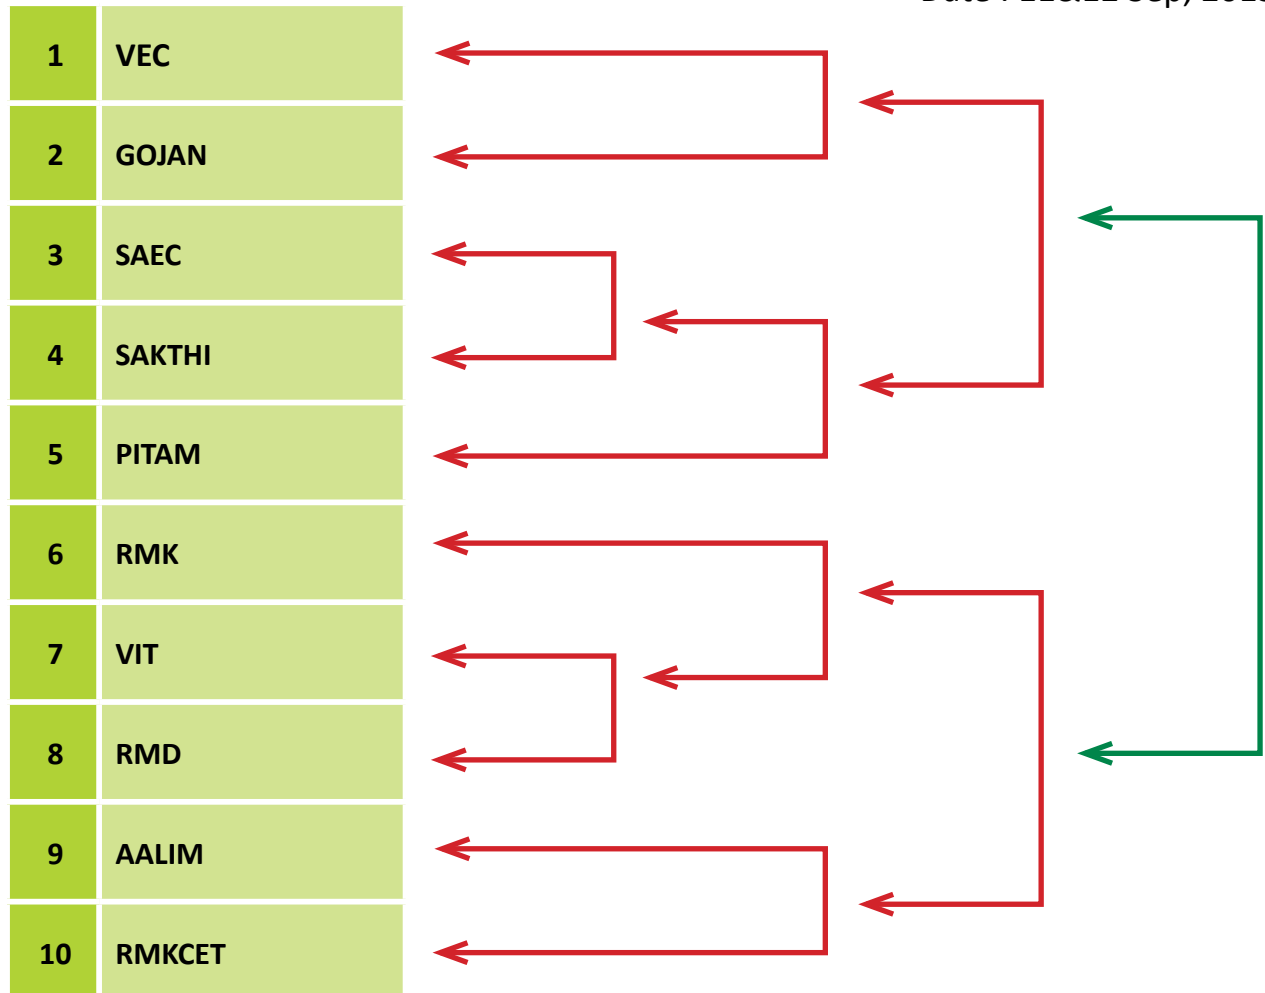 1 VEC
2 GOJAN
3 SAEC
4 SAKTHI
5 PITAM
6 RMK
7 VIT
8 RMD
9 AALIM
10 RMKCET